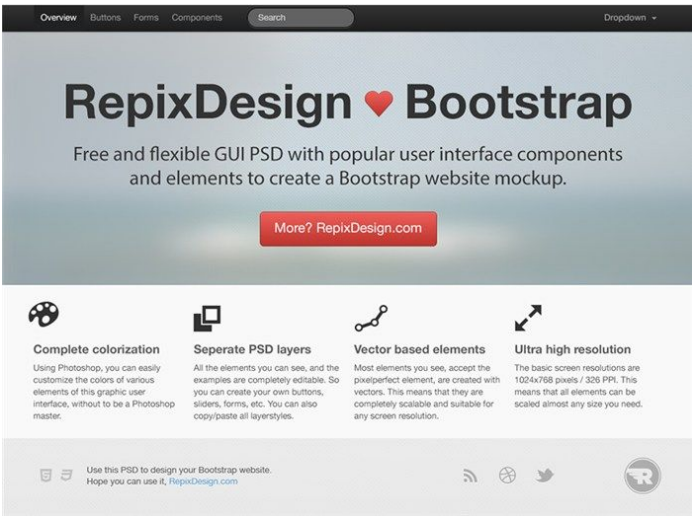 Overview Buttons Forms Components Search Dropdown
RepixDesign Bootstrap
Free and flexible GUI PSD with popular user interface components
and elements to create a Bootstrap website mockup.
More? RepixDesign.com
Complete colorization
Using Photoshop, you can easily
customize the colors of various
elements of this graphic user
interface, without to be a Photoshop
master.
Seperate PSD layers
All the elements you can see, and the
examples are completely editable. So
you can create your own buttons,
sliders, forms, etc. You can also
copy/paste all layerstyles.
Vector based elements
Most elements you see, accept the
pixelperfect element, are created with
vectors. This means that they are
completely scalable and suitable for
any screen resolution.
Ultra high resolution
The basic screen resolutions are
1024x768 pixels / 326 PPI. This
means that all elements can be
scaled almost any size you need.
Use this PSD to design your Bootstrap website.
Hope you can use it, RepixDesign.com
R